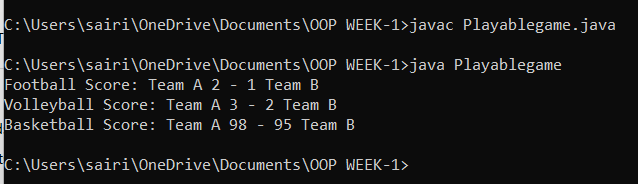 C:\Users\sairi\OneDrive\Documents\OOP WEEK-1>javac Playablegame.java
C:\Users\sairi\OneDrive\Documents\OOP WEEK-1>java Playablegame
Football Score: Team A 2 - 1 Team B
Volleyball Score: Team A 3 - 2 Team B
Basketball Score: Team A 98 - 95 Team B
C:\Users\sairi\OneDrive\Documents\OOP WEEK-1>